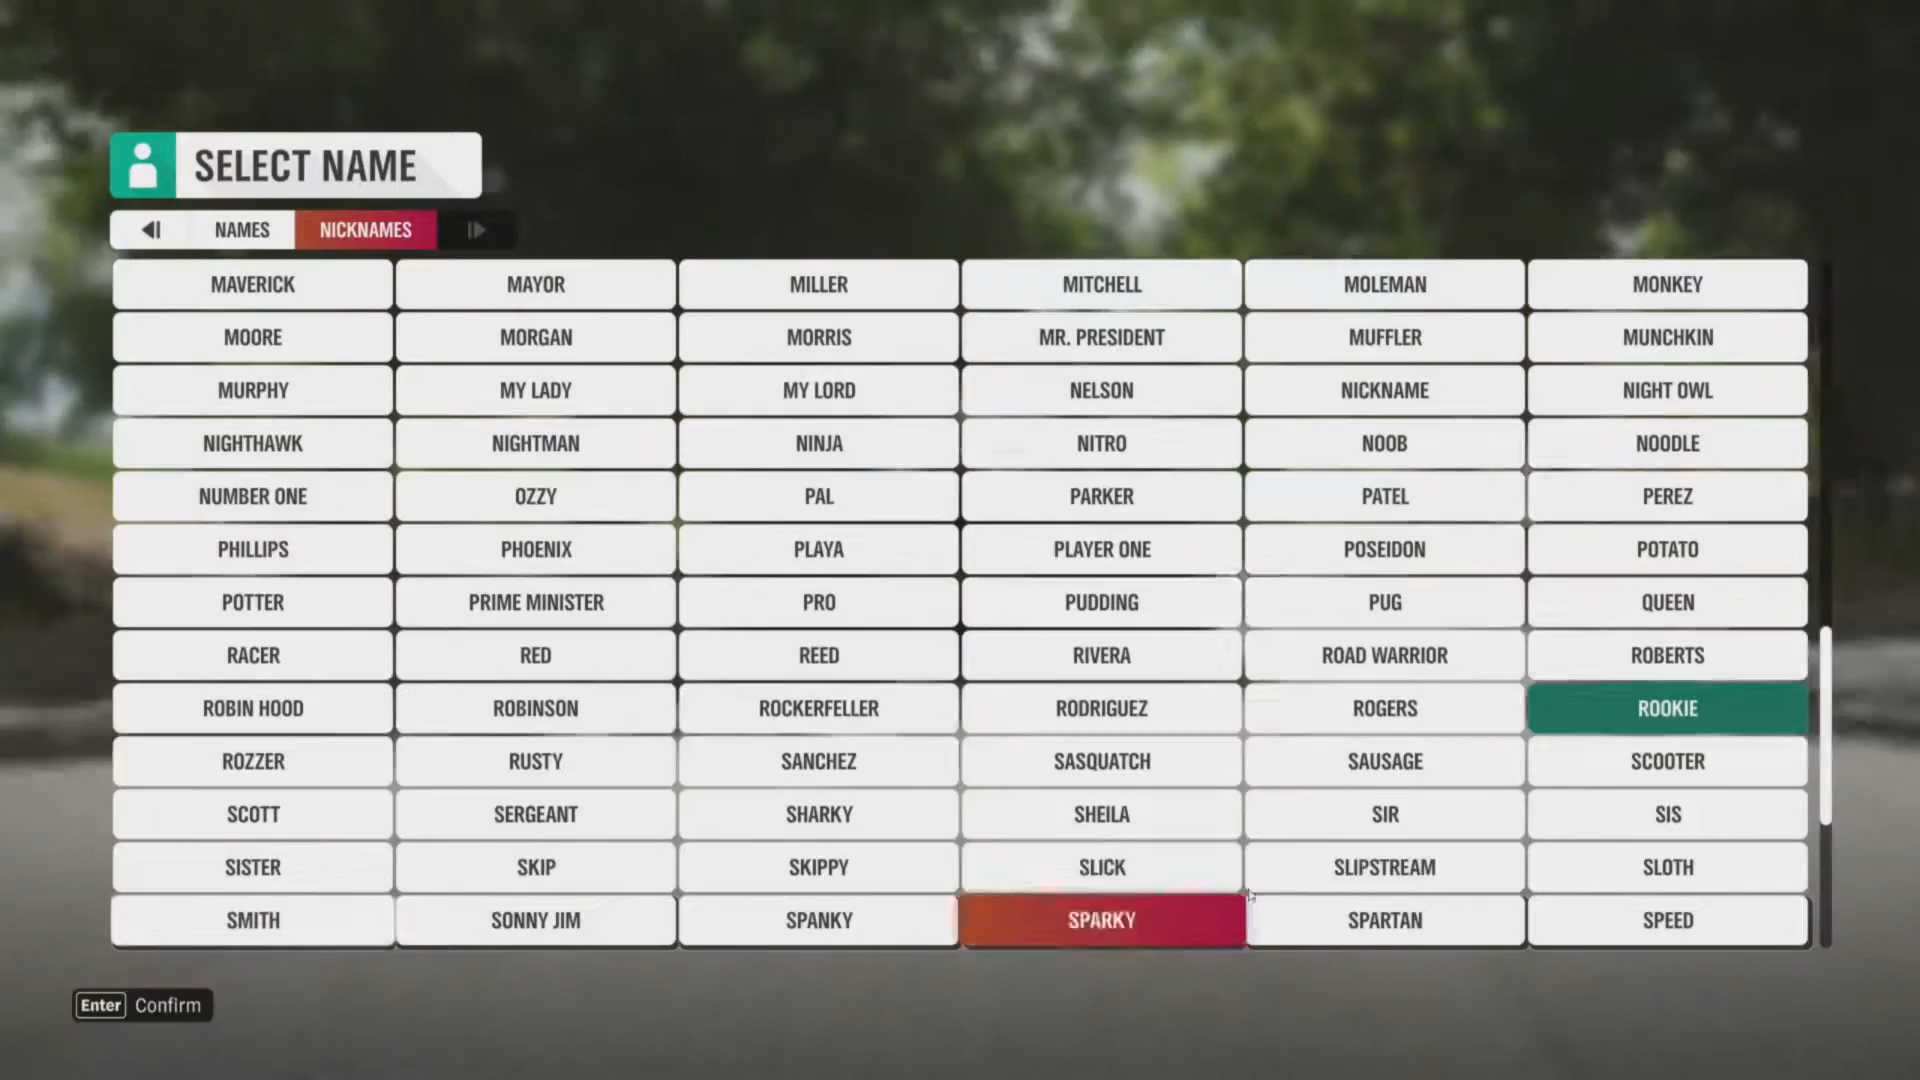 SELECT NAME
NAMES NICKNAMES
MAVERICK MAYOR MILLER MITCHELL MOLEMAN MONKEY
MOORE MORGAN MORRIS MR. PRESIDENT MUFFLER MUNCHKIN
MURPHY MY LADY MY LORD NELSON NICKNAME NIGHT OWL
NIGHTHAWK NIGHTMAN NINJA NITRO NOOB NOODLE
NUMBER ONE OZZY PAL PARKER PATEL PEREZ
PHILLIPS PHOENIX PLAYA PLAYER ONE POSEIDON POTATO
POTTER PRIME MINISTER PRO PUDDING PUG QUEEN
RACER RED REED RIVERA ROAD WARRIOR ROBERTS
ROBIN HOOD ROBINSON ROCKERFELLER RODRIGUEZ ROGERS ROOKIE
ROZZER RUSTY SANCHEZ SASQUATCH SAUSAGE SCOOTER
SCOTT SERGEANT SHARKY SHEILA SIR SIS
SISTER SKIP SKIPPY SLICK SLIPSTREAM SLOTH
SMITH SONNY JIM SPANKY SPARKY SPARTAN SPEED
Enter Confirm